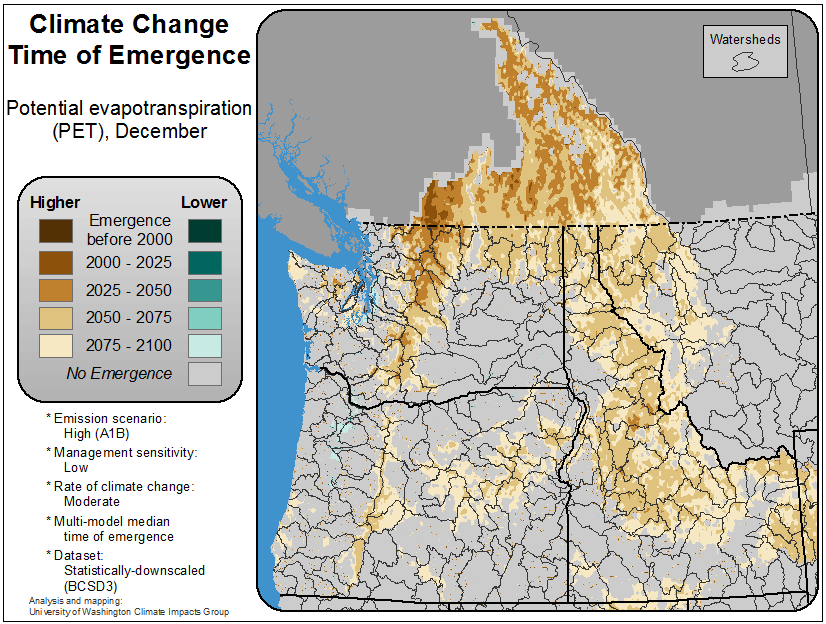 Climate Change
Time of Emergence
Potential evapotranspiration
(PET), December
Higher
Lower
Emergence
before 2000
2000 - 2025
2025 - 2050
2050 - 2075
2075 - 2100
No Emergence
* Emission scenario:
High (A1B)
* Management sensitivity:
Low
* Rate of climate change:
Moderate
* Multi-model median
time of emergence
* Dataset:
Statistically-downscaled
(BCSD3)
Analysis and mapping:
University of Washington Climate Impacts Group
Watersheds